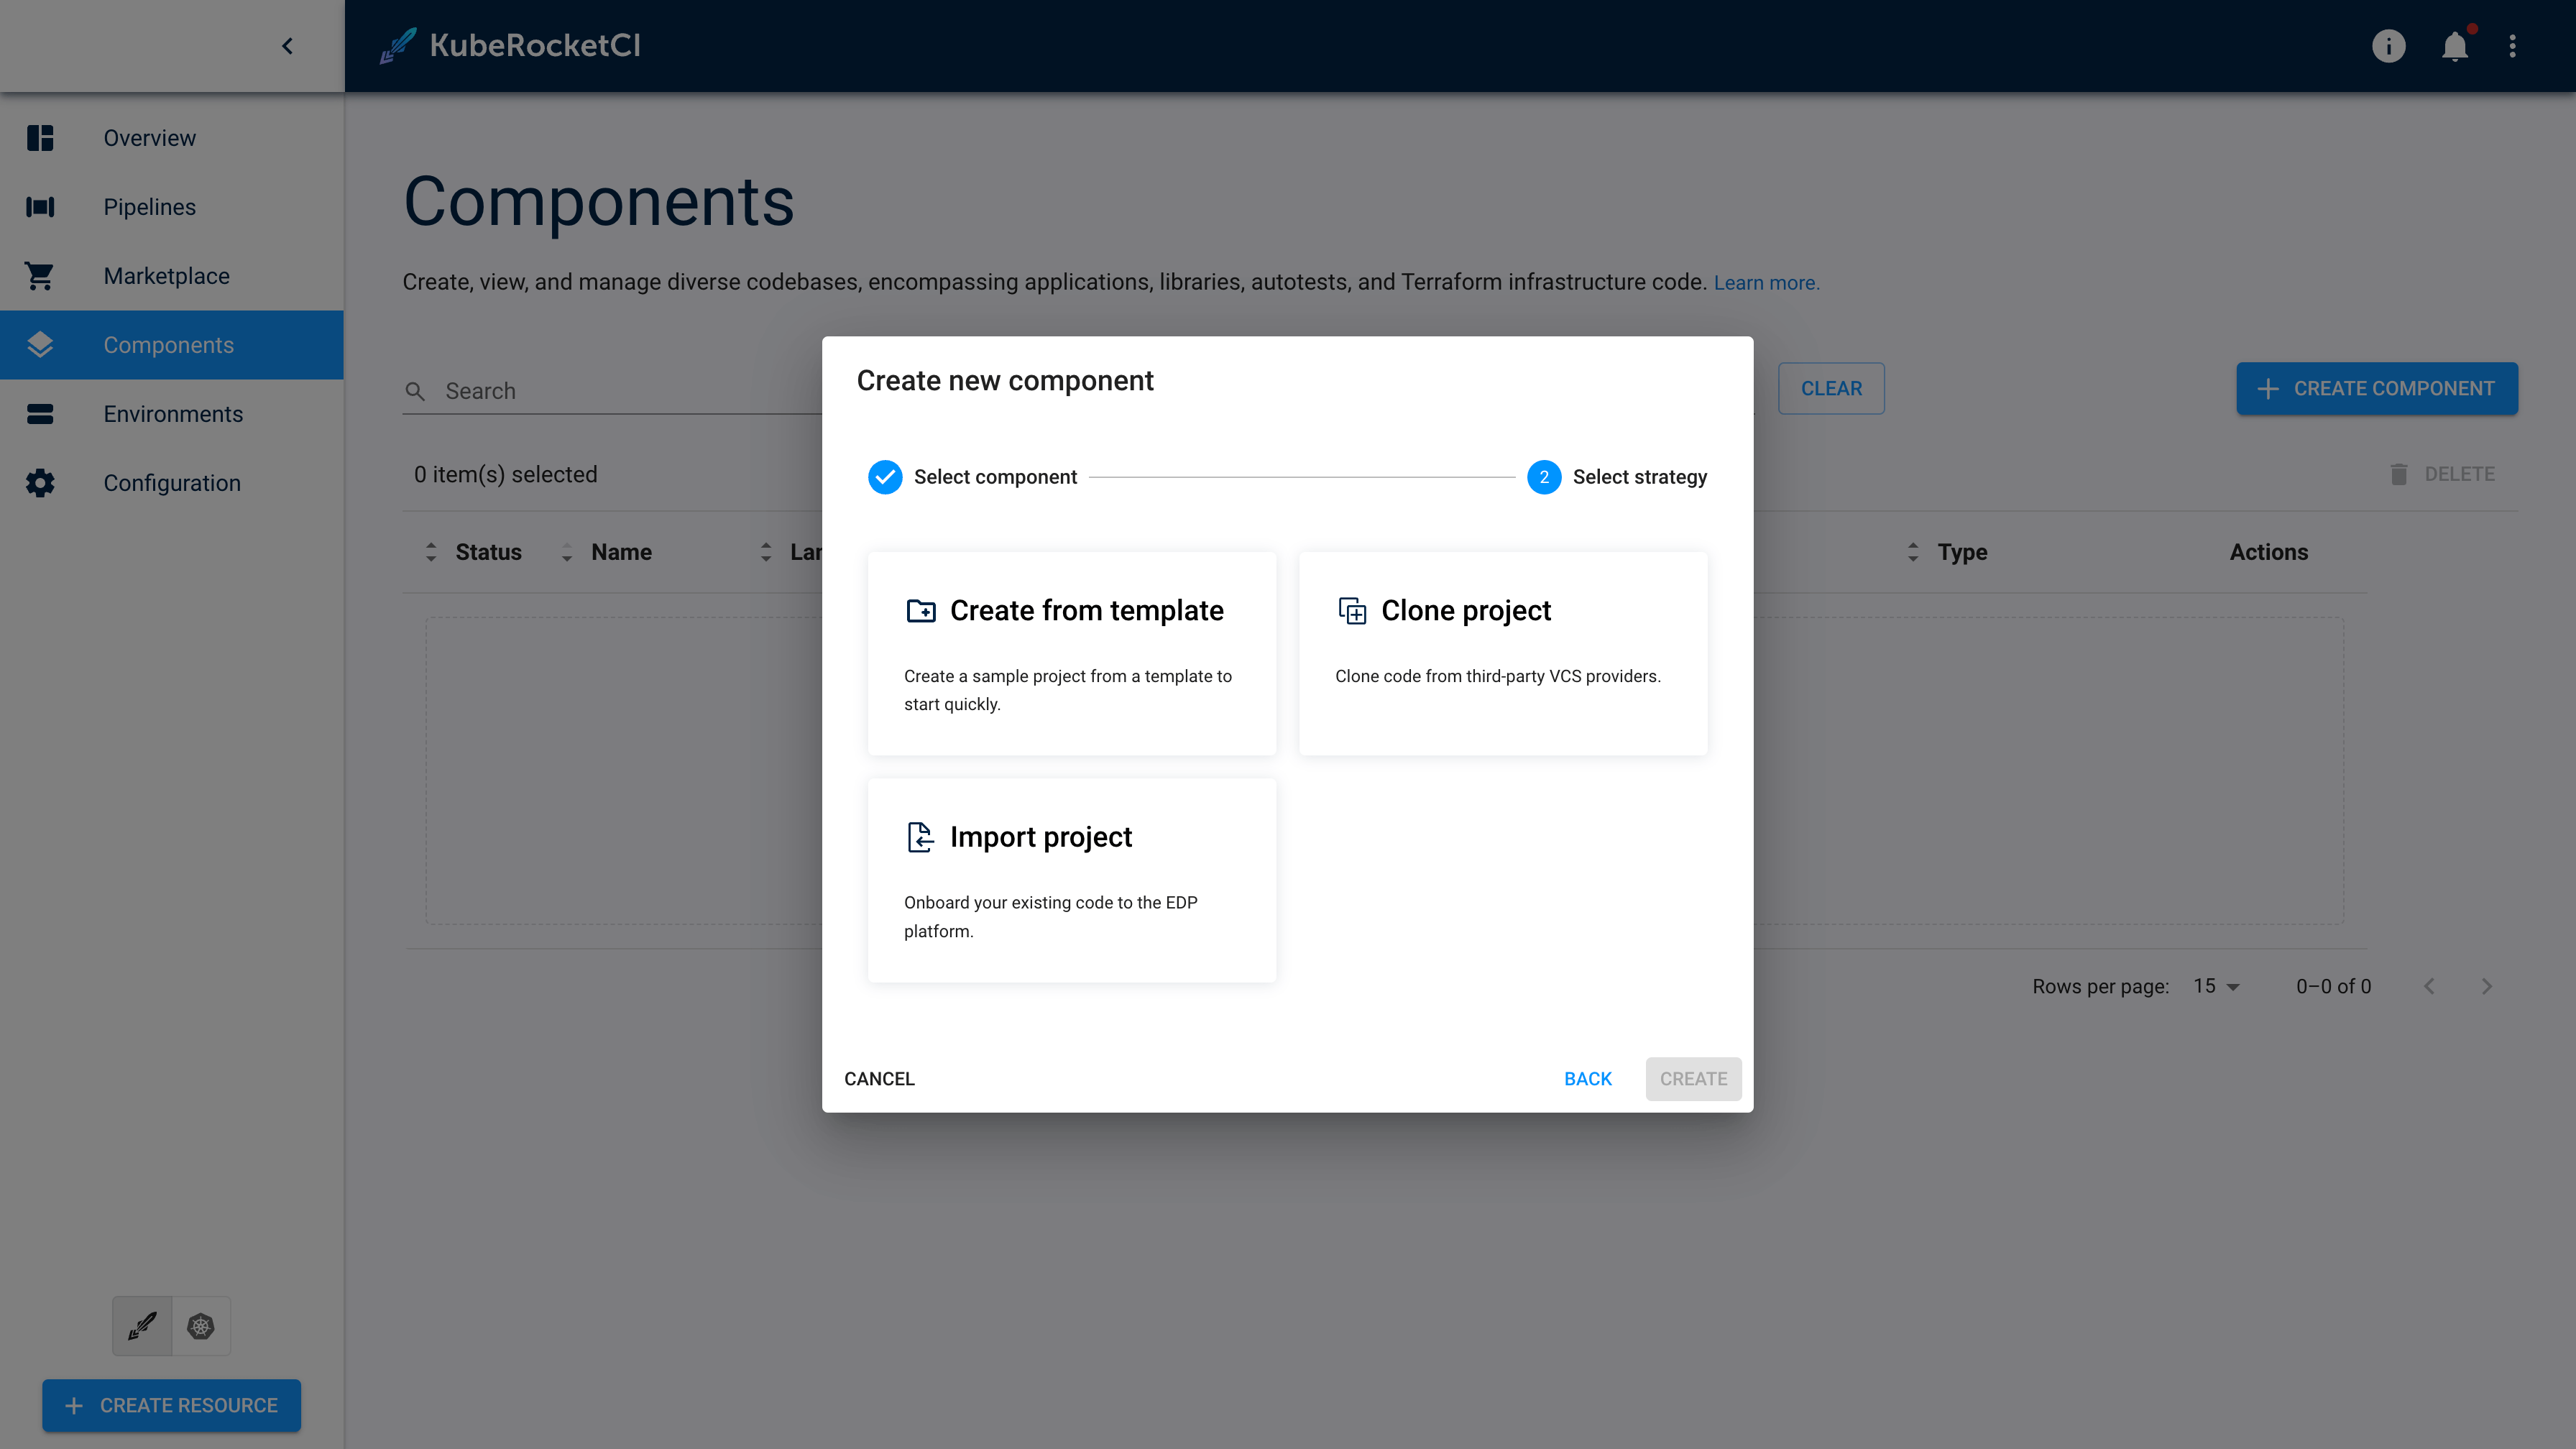 KubeRocketCI
Overview
Pipelines
Marketplace
Components
Environments
Configuration
CREATE RESOURCE
Components
Create, view, and manage diverse codebases, encompassing applications, libraries, autotests, and Terraform infrastructure code. Learn more.
Search
CLEAR
CREATE COMPONENT
0 item(s) selected
DELETE
Status
Name
Type
Actions
Rows per page: 15
0–0 of 0
Create new component
Select component
2 Select strategy
Create from template
Create a sample project from a template to
start quickly.
Clone project
Clone code from third-party VCS providers.
Import project
Onboard your existing code to the EDP
platform.
CANCEL
BACK
CREATE